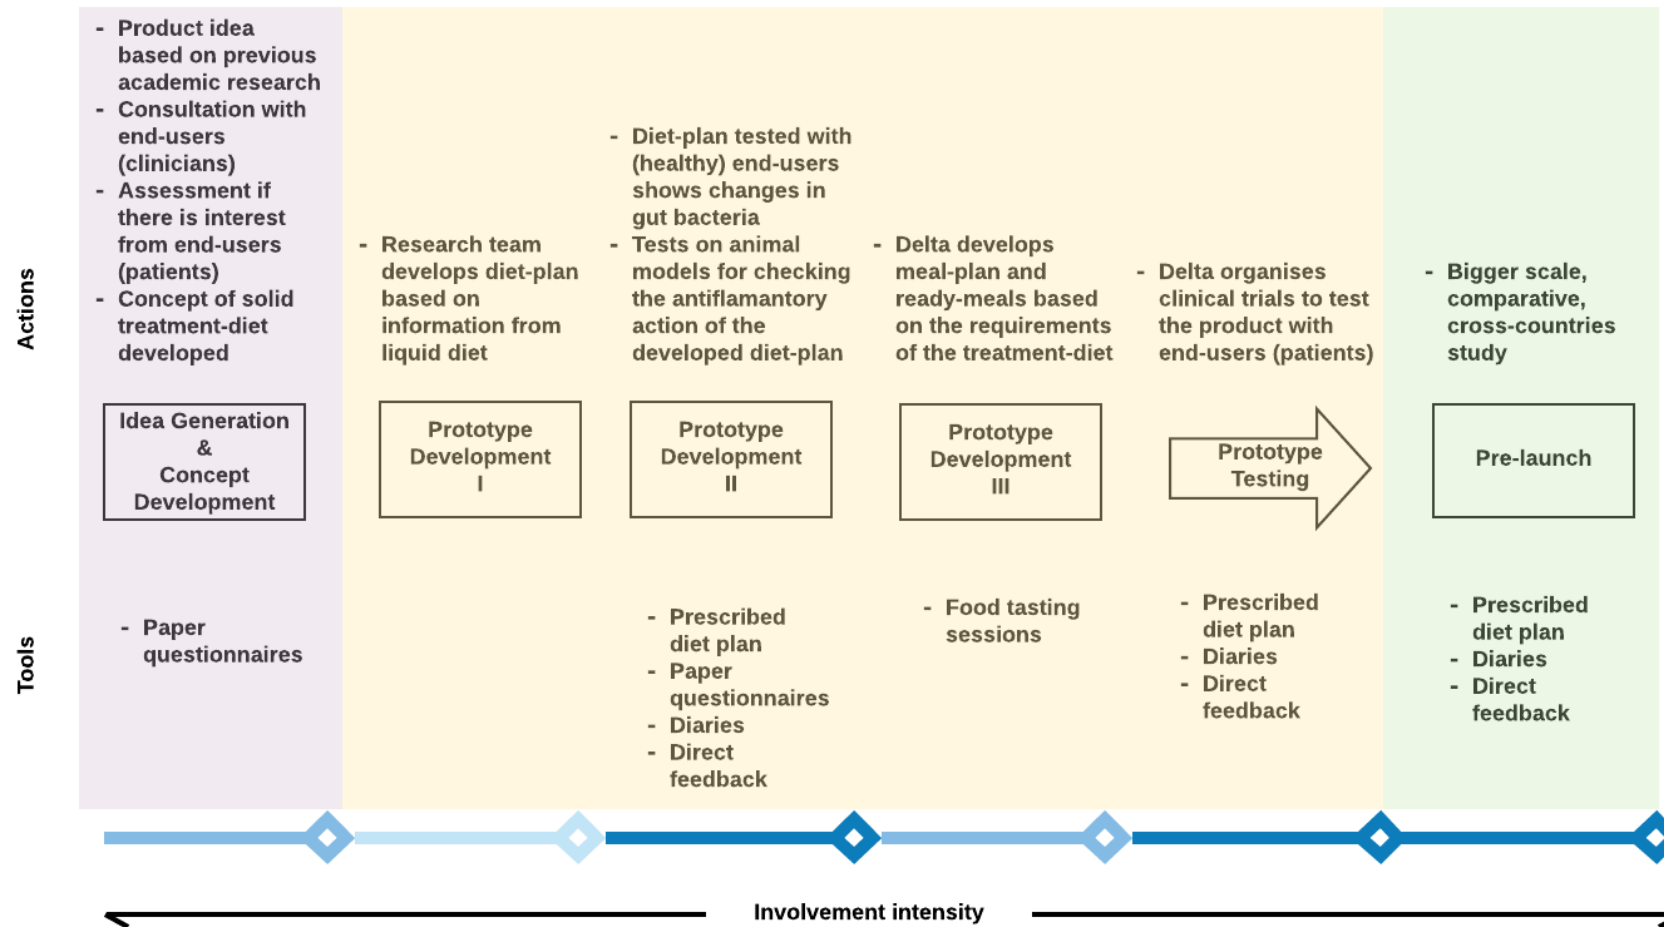 Actions
- Product idea
based on previous
academic research
- Consultation with
end-users
(clinicians)
- Assessment if
there is interest
from end-users
(patients)
- Concept of solid
treatment-diet
developed
- Research team
develops diet-plan
based on
information from
liquid diet
- Diet-plan tested with
(healthy) end-users
shows changes in
gut bacteria
- Tests on animal
models for checking
the antiflamantory
action of the
developed diet-plan
- Delta develops
meal-plan and
ready-meals based
on the requirements
of the treatment-diet
- Delta organises
clinical trials to test
the product with
end-users (patients)
- Bigger scale,
comparative,
cross-countries
study
Idea Generation
&
Concept
Development
Prototype
Development
I
Prototype
Development
II
Prototype
Development
III
Prototype
Testing
Pre-launch
Tools
- Paper
questionnaires
- Prescribed
diet plan
- Paper
questionnaires
- Diaries
- Direct
feedback
- Food tasting
sessions
- Prescribed
diet plan
- Diaries
- Direct
feedback
- Prescribed
diet plan
- Diaries
- Direct
feedback
Involvement intensity